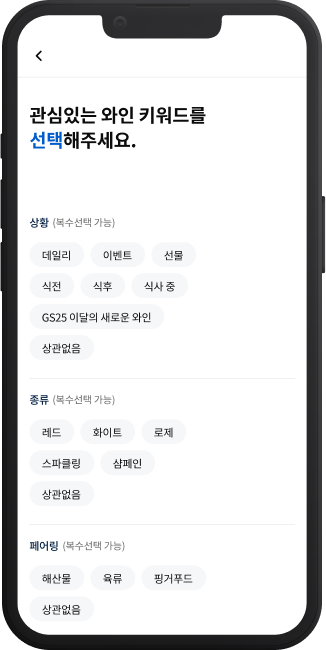 관심있는 와인 키워드를
선택해주세요.
상황 (복수선택 가능)
데일리 이벤트 선물
식전 식후 식사 중
GS25 이달의 새로운 와인
상관없음
종류 (복수선택 가능)
레드 화이트 로제
스파클링 샴페인
상관없음
페어링 (복수선택 가능)
해산물 육류 핑거푸드
상관없음